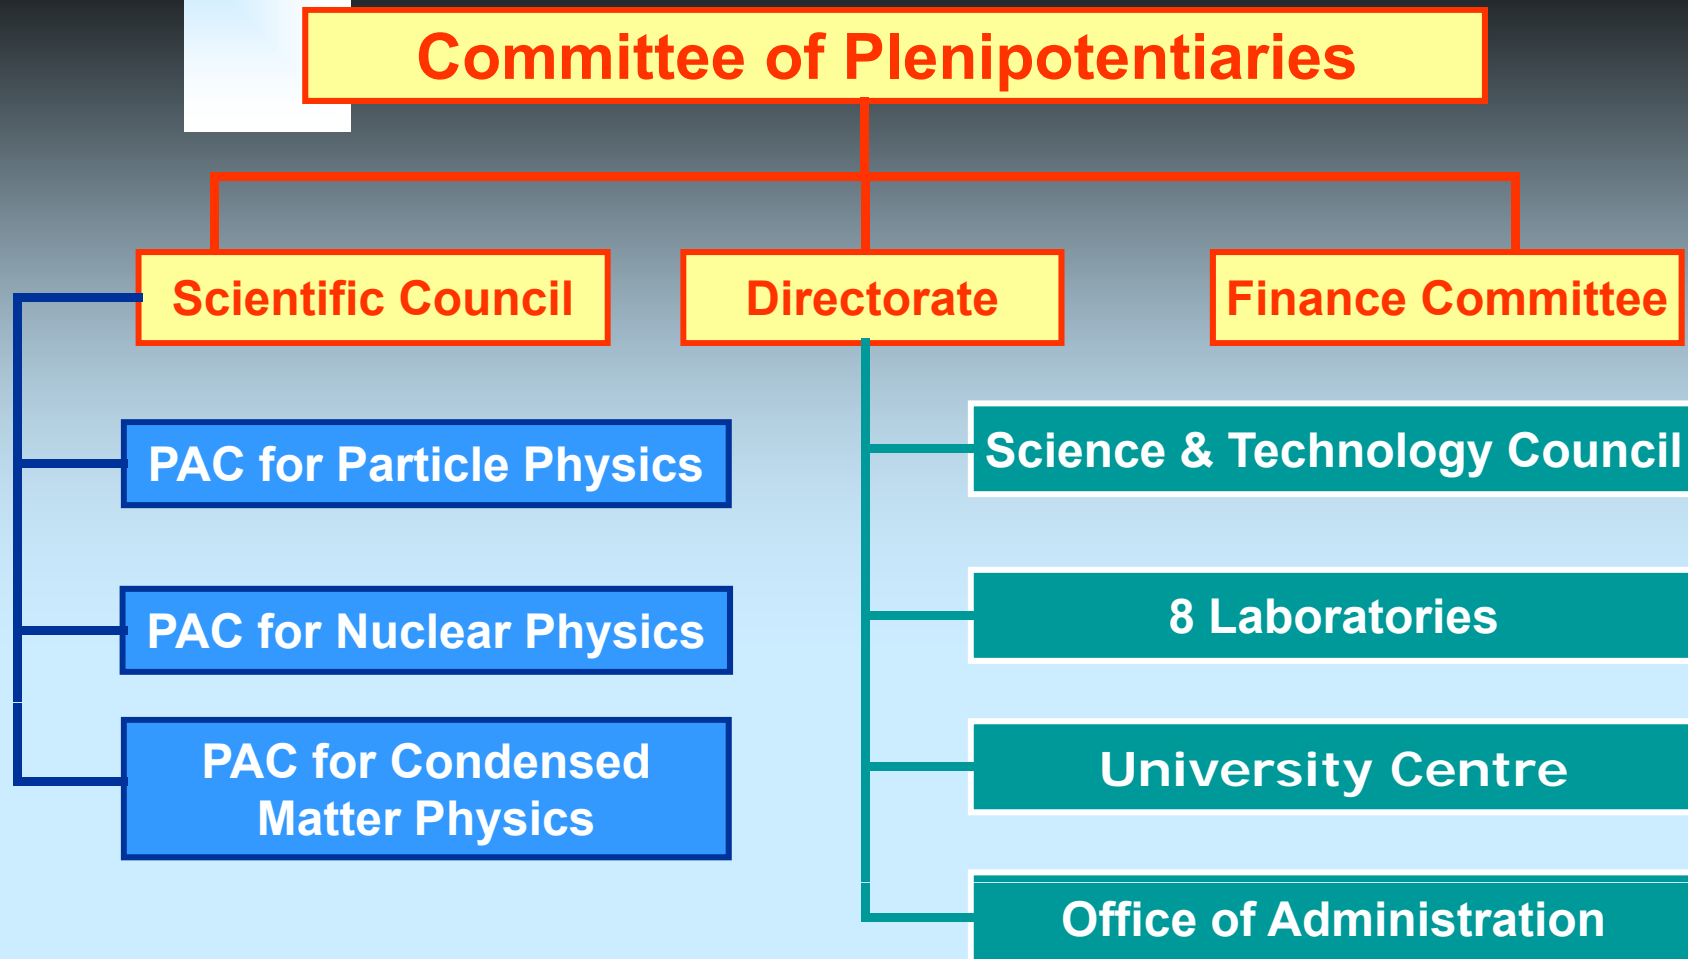 Committee of Plenipotentiaries
Scientific Council
Directorate
Finance Committee
PAC for Particle Physics
PAC for Nuclear Physics
PAC for Condensed
Matter Physics
Science & Technology Council
8 Laboratories
University Centre
Office of Administration